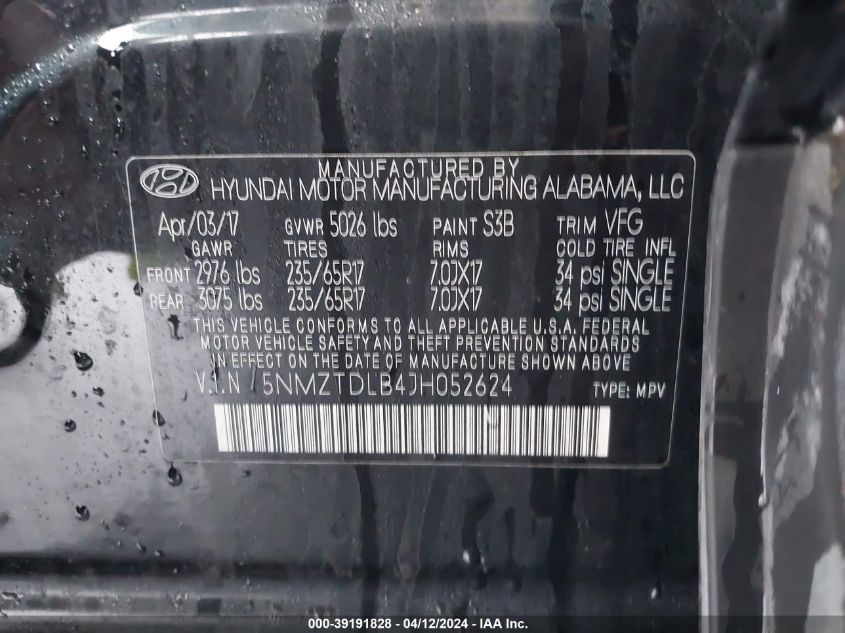 MANUFACTURED BY
HYUNDAI MOTOR MANUFACTURING ALABAMA, LLC
Apr/03/17 GVWR 5026 lbs PAINT S3B TRIM VFG
GAWR TIRES RIMS COLD TIRE INFL
FRONT 2976 lbs 235/65R17 7.0JX17 34 psi SINGLE
REAR 3075 lbs 235/65R17 7.0JX17 34 psi SINGLE
THIS VEHICLE CONFORMS TO ALL APPLICABLE U.S.A. FEDERAL
MOTOR VEHICLE SAFETY AND THEFT PREVENTION STANDARDS
IN EFFECT ON THE DATE OF MANUFACTURE SHOWN ABOVE.
V.I.N / 5NMZTDLB4JH052624 TYPE: MPV
000-39191828 - 04/12/2024 - IAA Inc.